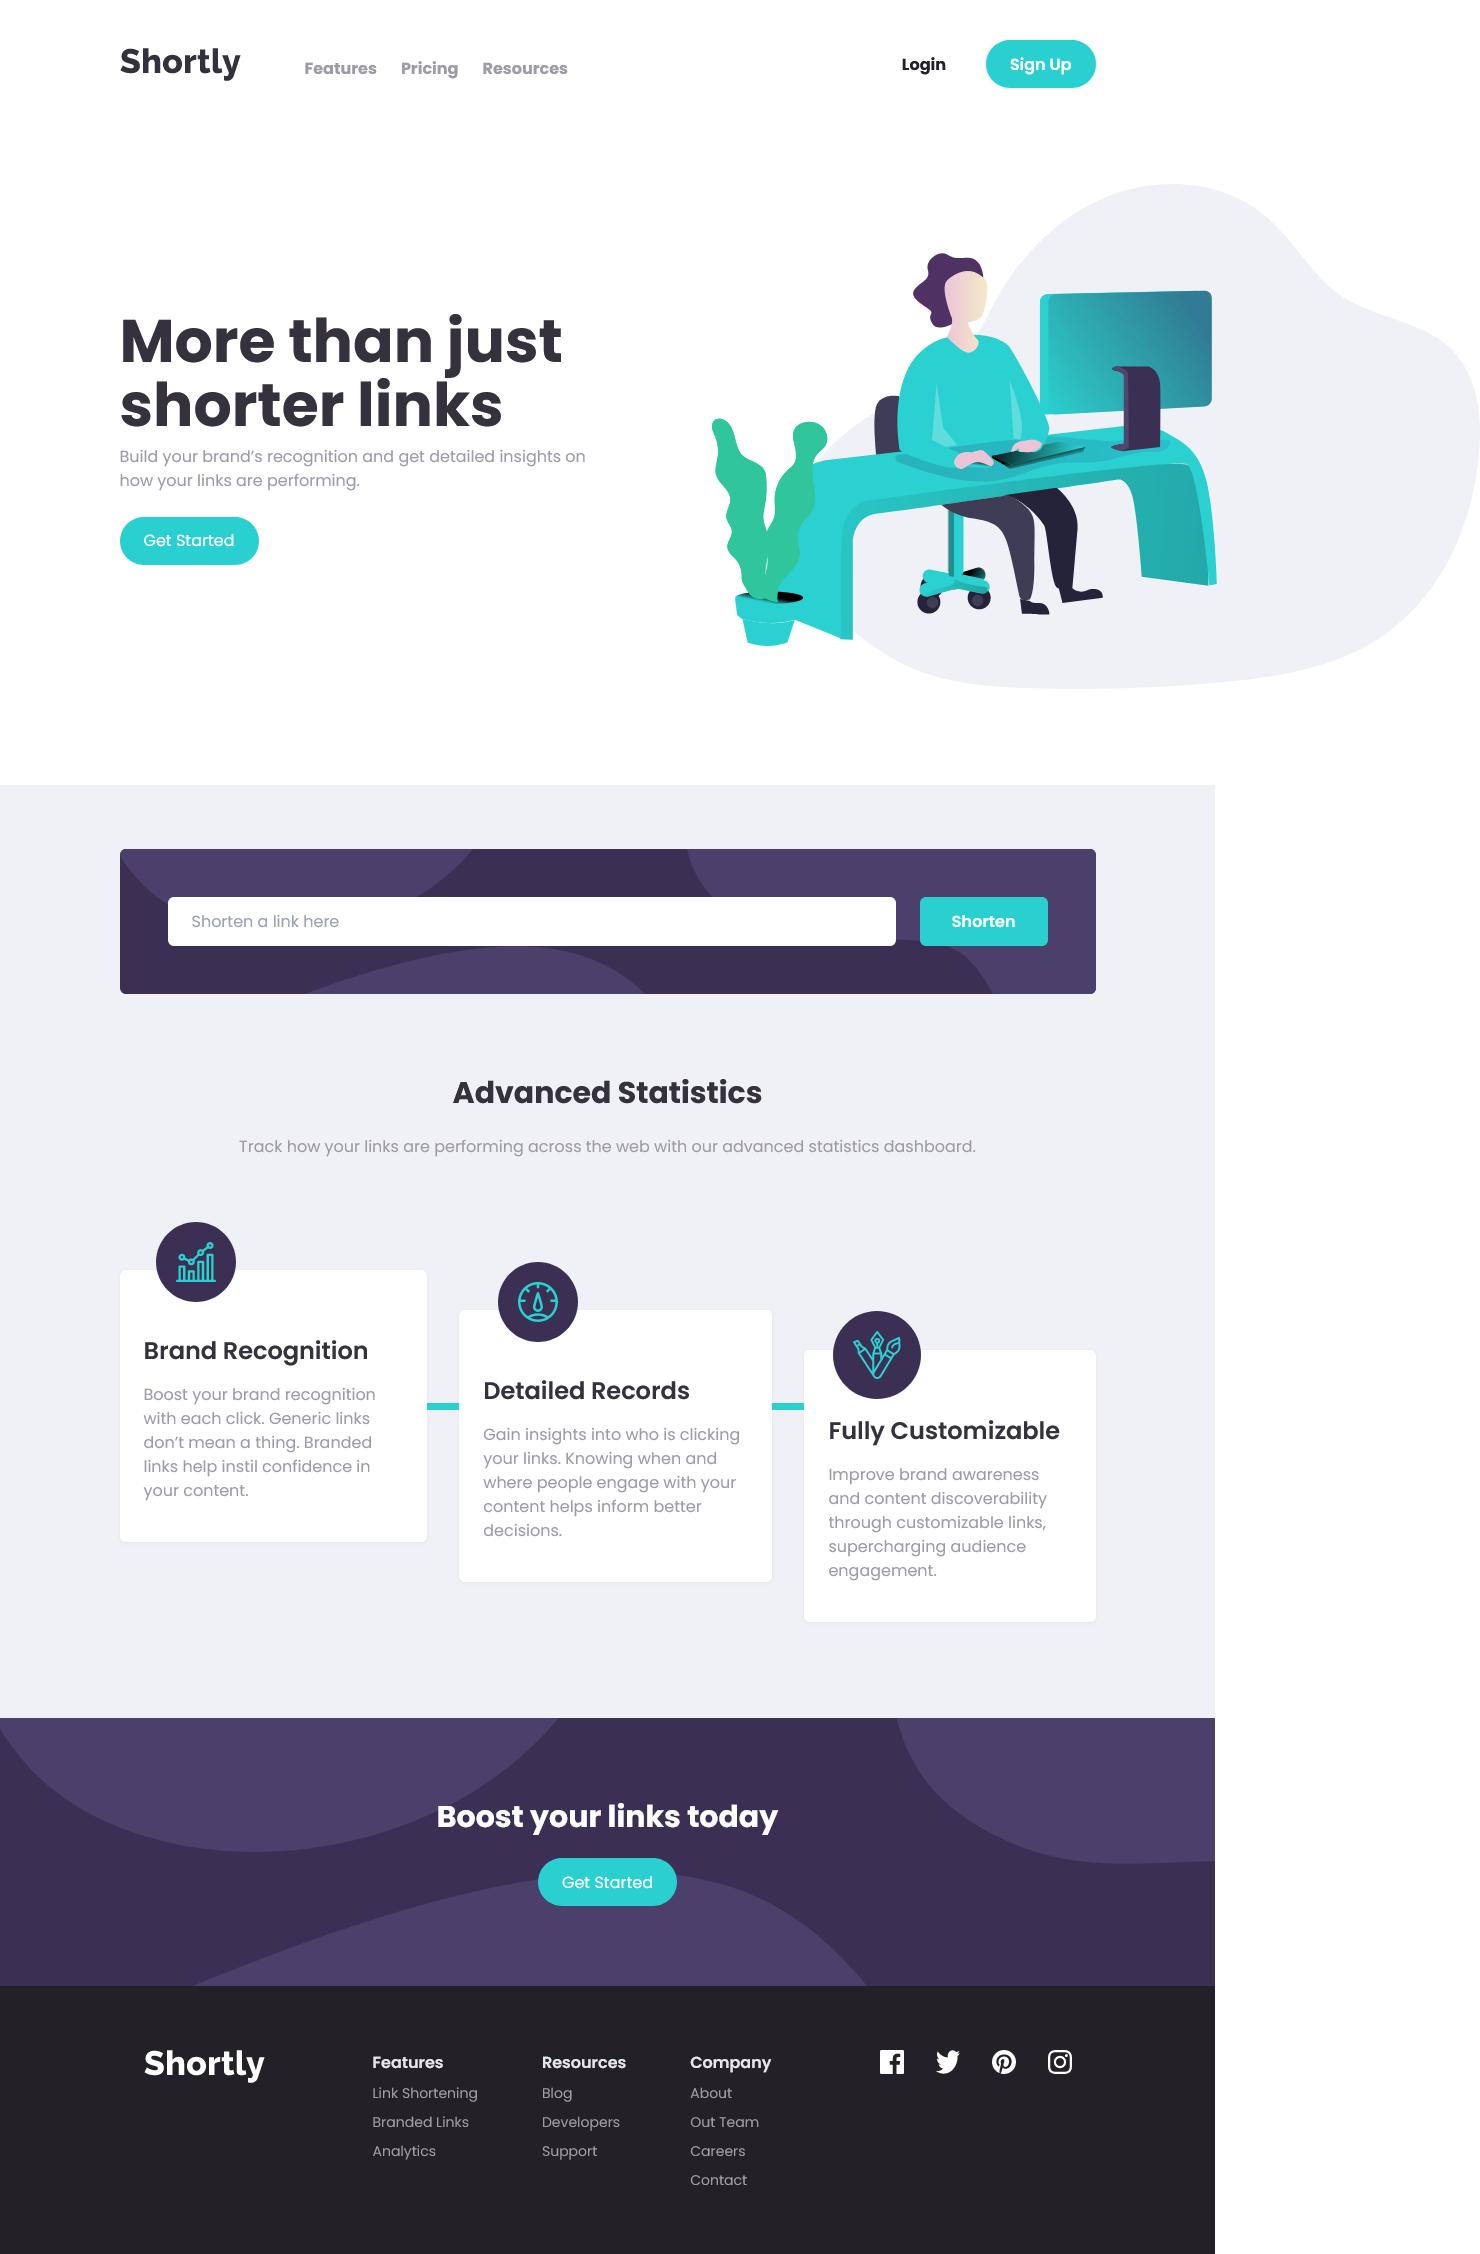 Shortly
Features Pricing Resources
Login Sign Up
More than just
shorter links
Build your brand’s recognition and get detailed insights on
how your links are performing.
Get Started
Shorten a link here
Shorten
Advanced Statistics
Track how your links are performing across the web with our advanced statistics dashboard.
Brand Recognition
Boost your brand recognition
with each click. Generic links
don’t mean a thing. Branded
links help instil confidence in
your content.
Detailed Records
Gain insights into who is clicking
your links. Knowing when and
where people engage with your
content helps inform better
decisions.
Fully Customizable
Improve brand awareness
and content discoverability
through customizable links,
supercharging audience
engagement.
Boost your links today
Get Started
Shortly
Features
Link Shortening
Branded Links
Analytics
Resources
Blog
Developers
Support
Company
About
Out Team
Careers
Contact